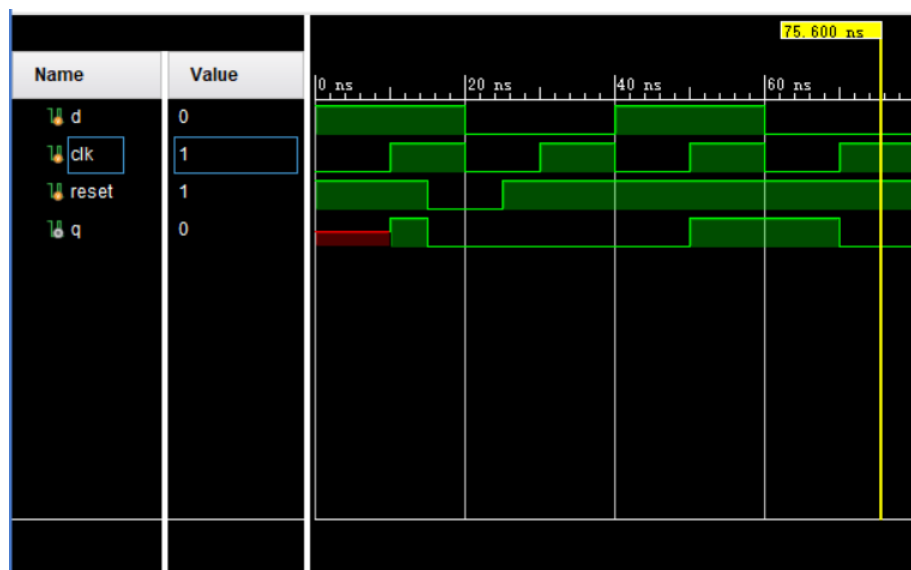 75.600 ns
Name Value
0 ns 20 ns 40 ns 60 ns
d 0
clk 1
reset 1
q 0